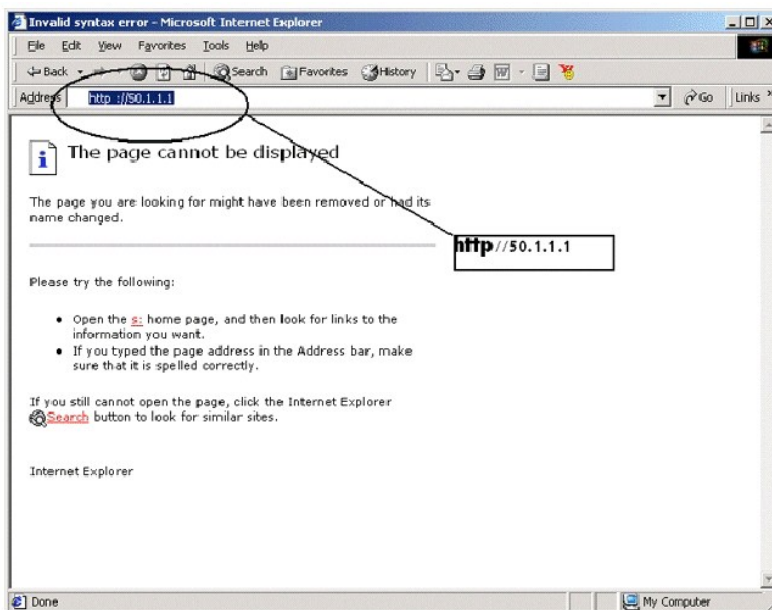 Invalid syntax error - Microsoft Internet Explorer
File Edit View Favorites Tools Help
Back Search Favorites History
Address http ://50.1.1.1 Go Links »
The page cannot be displayed
The page you are looking for might have been removed or had its
name changed.
http//50.1.1.1
Please try the following:
• Open the s: home page, and then look for links to the
information you want.
• If you typed the page address in the Address bar, make
sure that it is spelled correctly.
If you still cannot open the page, click the Internet Explorer
Search button to look for similar sites.
Internet Explorer
Done My Computer